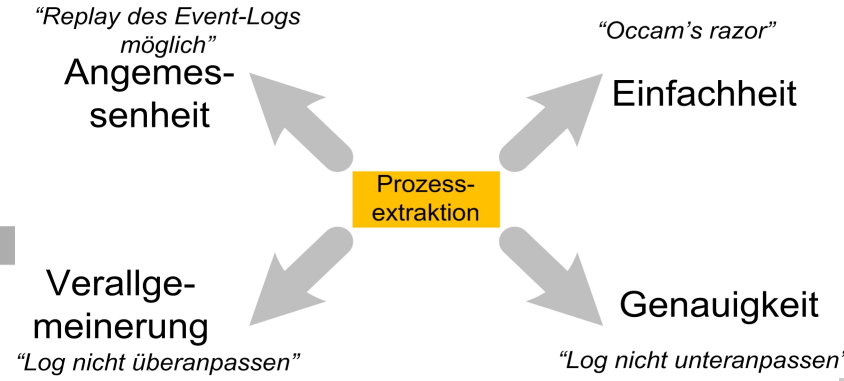 “Replay des Event-Logs
möglich”
Angemes-
senheit
“Occam’s razor”
Einfachheit
Prozess-
extraktion
Verallge-
meinerung
“Log nicht überanpassen”
Genauigkeit
“Log nicht unteranpassen”